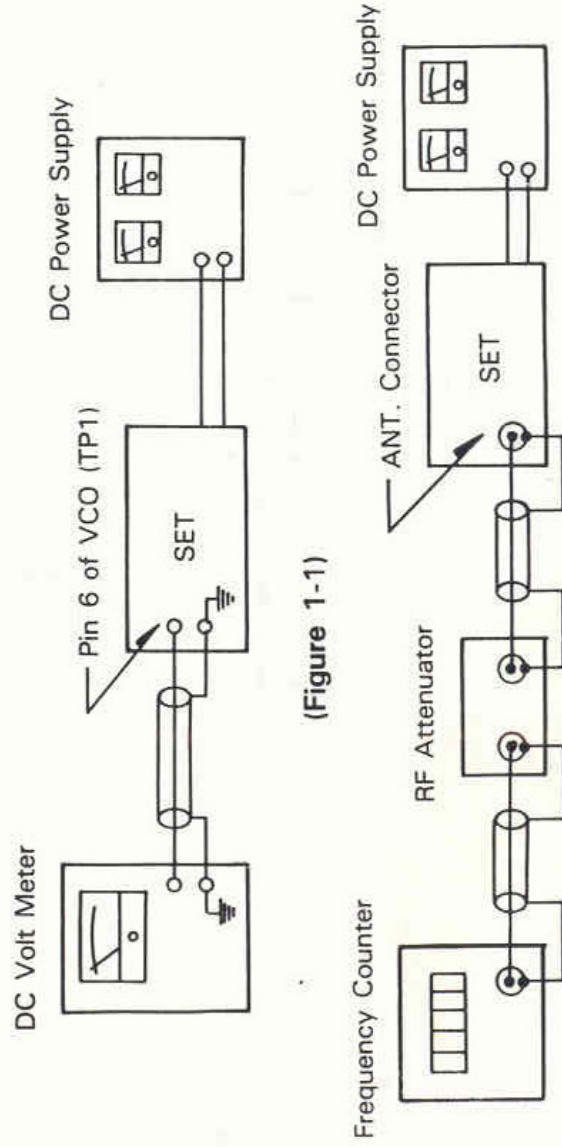 DC Volt Meter
Pin 6 of VCO (TP1)
SET
DC Power Supply
(Figure 1-1)
Frequency Counter
RF Attenuator
ANT. Connector
SET
DC Power Supply